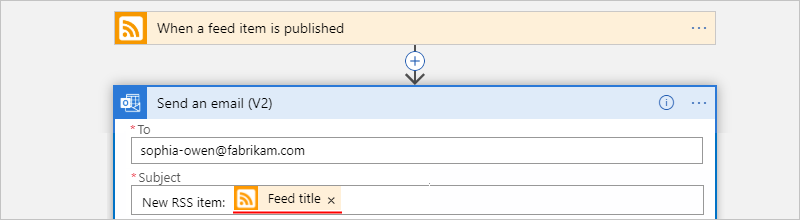 When a feed item is published
Send an email (V2)
* To
sophia-owen@fabrikam.com
* Subject
New RSS item: Feed title ×